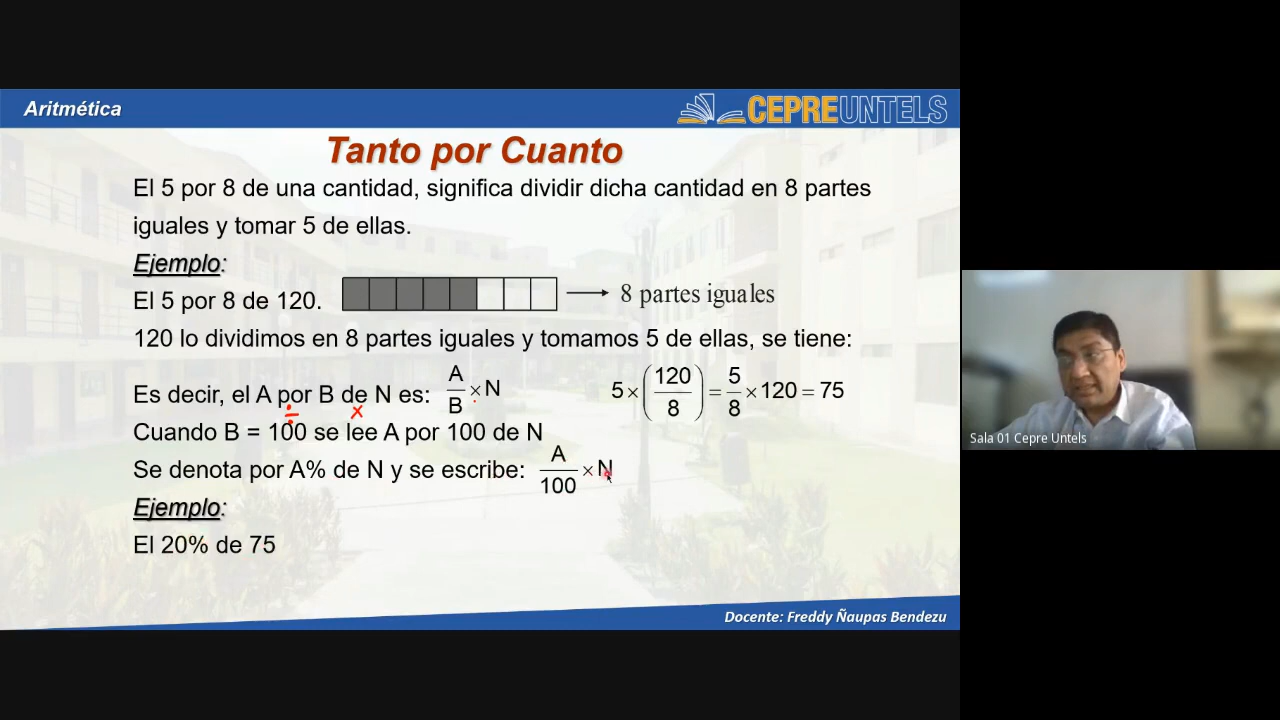 Aritmética
CEPREUNTELS
Tanto por Cuanto
El 5 por 8 de una cantidad, significa dividir dicha cantidad en 8 partes
iguales y tomar 5 de ellas.
Ejemplo:
El 5 por 8 de 120.
8 partes iguales
120 lo dividimos en 8 partes iguales y tomamos 5 de ellas, se tiene:
Es decir, el A por B de N es: A/B × N
5 × (120/8) = 5/8 × 120 = 75
÷ ×
Cuando B = 100 se lee A por 100 de N
Se denota por A% de N y se escribe: A/100 × N
Ejemplo:
El 20% de 75
Docente: Freddy Ñaupas Bendezu
Sala 01 Cepre Untels